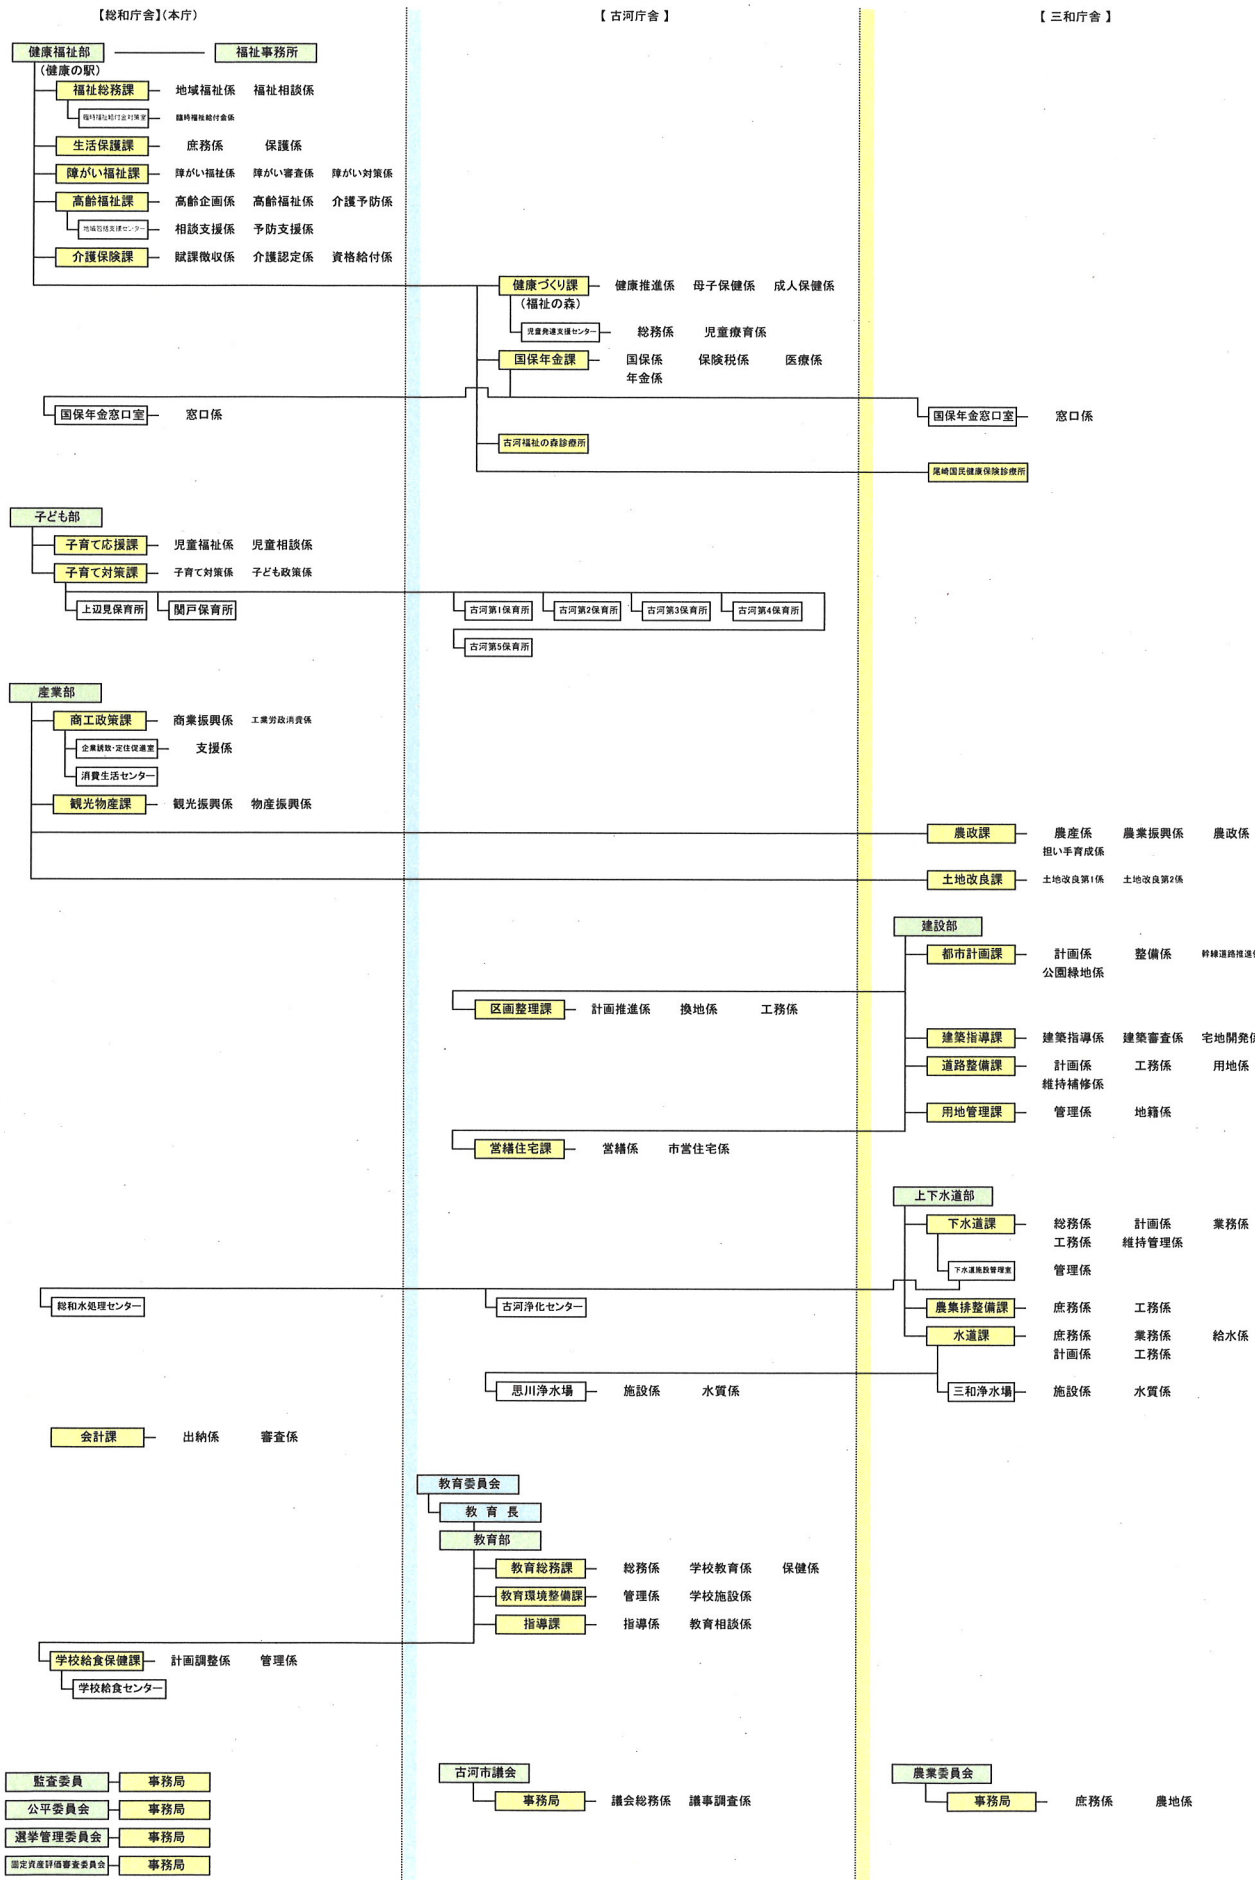 【総和庁舎】(本庁) 【 古河庁舎 】 【 三和庁舎 】
健康福祉部 福祉事務所
(健康の駅)
福祉総務課 地域福祉係 福祉相談係
臨時福祉給付金対策室 臨時福祉給付金係
生活保護課 庶務係 保護係
障がい福祉課 障がい福祉係 障がい審査係 障がい対策係
高齢福祉課 高齢企画係 高齢福祉係 介護予防係
地域包括支援センター 相談支援係 予防支援係
介護保険課 賦課徴収係 介護認定係 資格給付係
健康づくり課 健康推進係 母子保健係 成人保健係
(福祉の森)
児童発達支援センター 総務係 児童療育係
国保年金課 国保係 保険税係 医療係
年金係
国保年金窓口室 窓口係 国保年金窓口室 窓口係
古河福祉の森診療所
尾崎国民健康保険診療所
子ども部
子育て応援課 児童福祉係 児童相談係
子育て対策課 子育て対策係 子ども政策係
上辺見保育所 関戸保育所 古河第1保育所 古河第2保育所 古河第3保育所 古河第4保育所
古河第5保育所
産業部
商工政策課 商業振興係 工業労政消費係
企業誘致・定住促進室 支援係
消費生活センター
観光物産課 観光振興係 物産振興係
農政課 農産係 農業振興係 農政係
担い手育成係
土地改良課 土地改良第1係 土地改良第2係
建設部
都市計画課 計画係 整備係 幹線道路推進
公園緑地係
区画整理課 計画推進係 換地係 工務係
建築指導課 建築指導係 建築審査係 宅地開発係
道路整備課 計画係 工務係 用地係
維持補修係
用地管理課 管理係 地籍係
営繕住宅課 営繕係 市営住宅係
上下水道部
下水道課 総務係 計画係 業務係
工務係 維持管理係
下水道施設管理室 管理係
総和水処理センター 古河浄化センター 農集排整備課 庶務係 工務係
水道課 庶務係 業務係 給水係
計画係 工務係
思川浄水場 施設係 水質係 三和浄水場 施設係 水質係
会計課 出納係 審査係
教育委員会
教 育 長
教育部
教育総務課 総務係 学校教育係 保健係
教育環境整備課 管理係 学校施設係
指導課 指導係 教育相談係
学校給食保健課 計画調整係 管理係
学校給食センター
監査委員 事務局 古河市議会 農業委員会
公平委員会 事務局 事務局 議会総務係 議事調査係 事務局 庶務係 農地係
選挙管理委員会 事務局
固定資産評価審査委員会 事務局